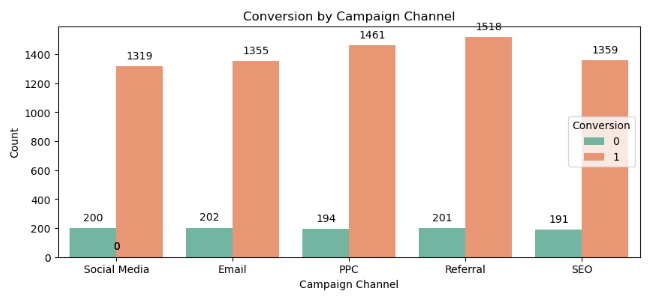 Conversion by Campaign Channel
1518
1461
1359
1355
1319
1400
1200
1000
800
600
400
200
0
Count
Conversion
0
1
200
202
194
201
191
0
Social Media
Email
PPC
Referral
SEO
Campaign Channel